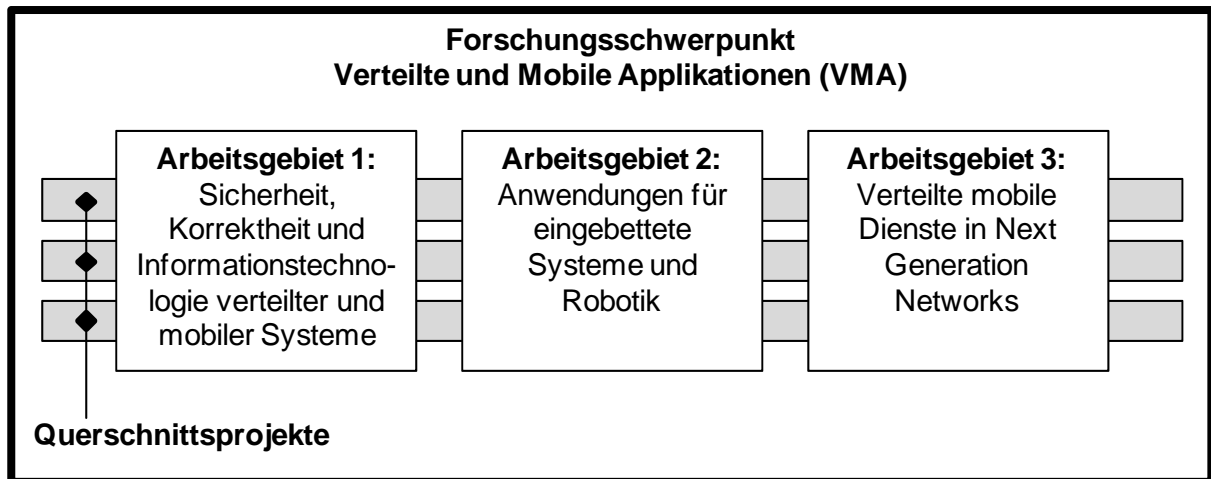 Forschungsschwerpunkt
Verteilte und Mobile Applikationen (VMA)
Arbeitsgebiet 1:
Sicherheit,
Korrektheit und
Informationstechno-
logie verteilter und
mobiler Systeme
Arbeitsgebiet 2:
Anwendungen für
eingebettete
Systeme und
Robotik
Arbeitsgebiet 3:
Verteilte mobile
Dienste in Next
Generation
Networks
Querschnittsprojekte